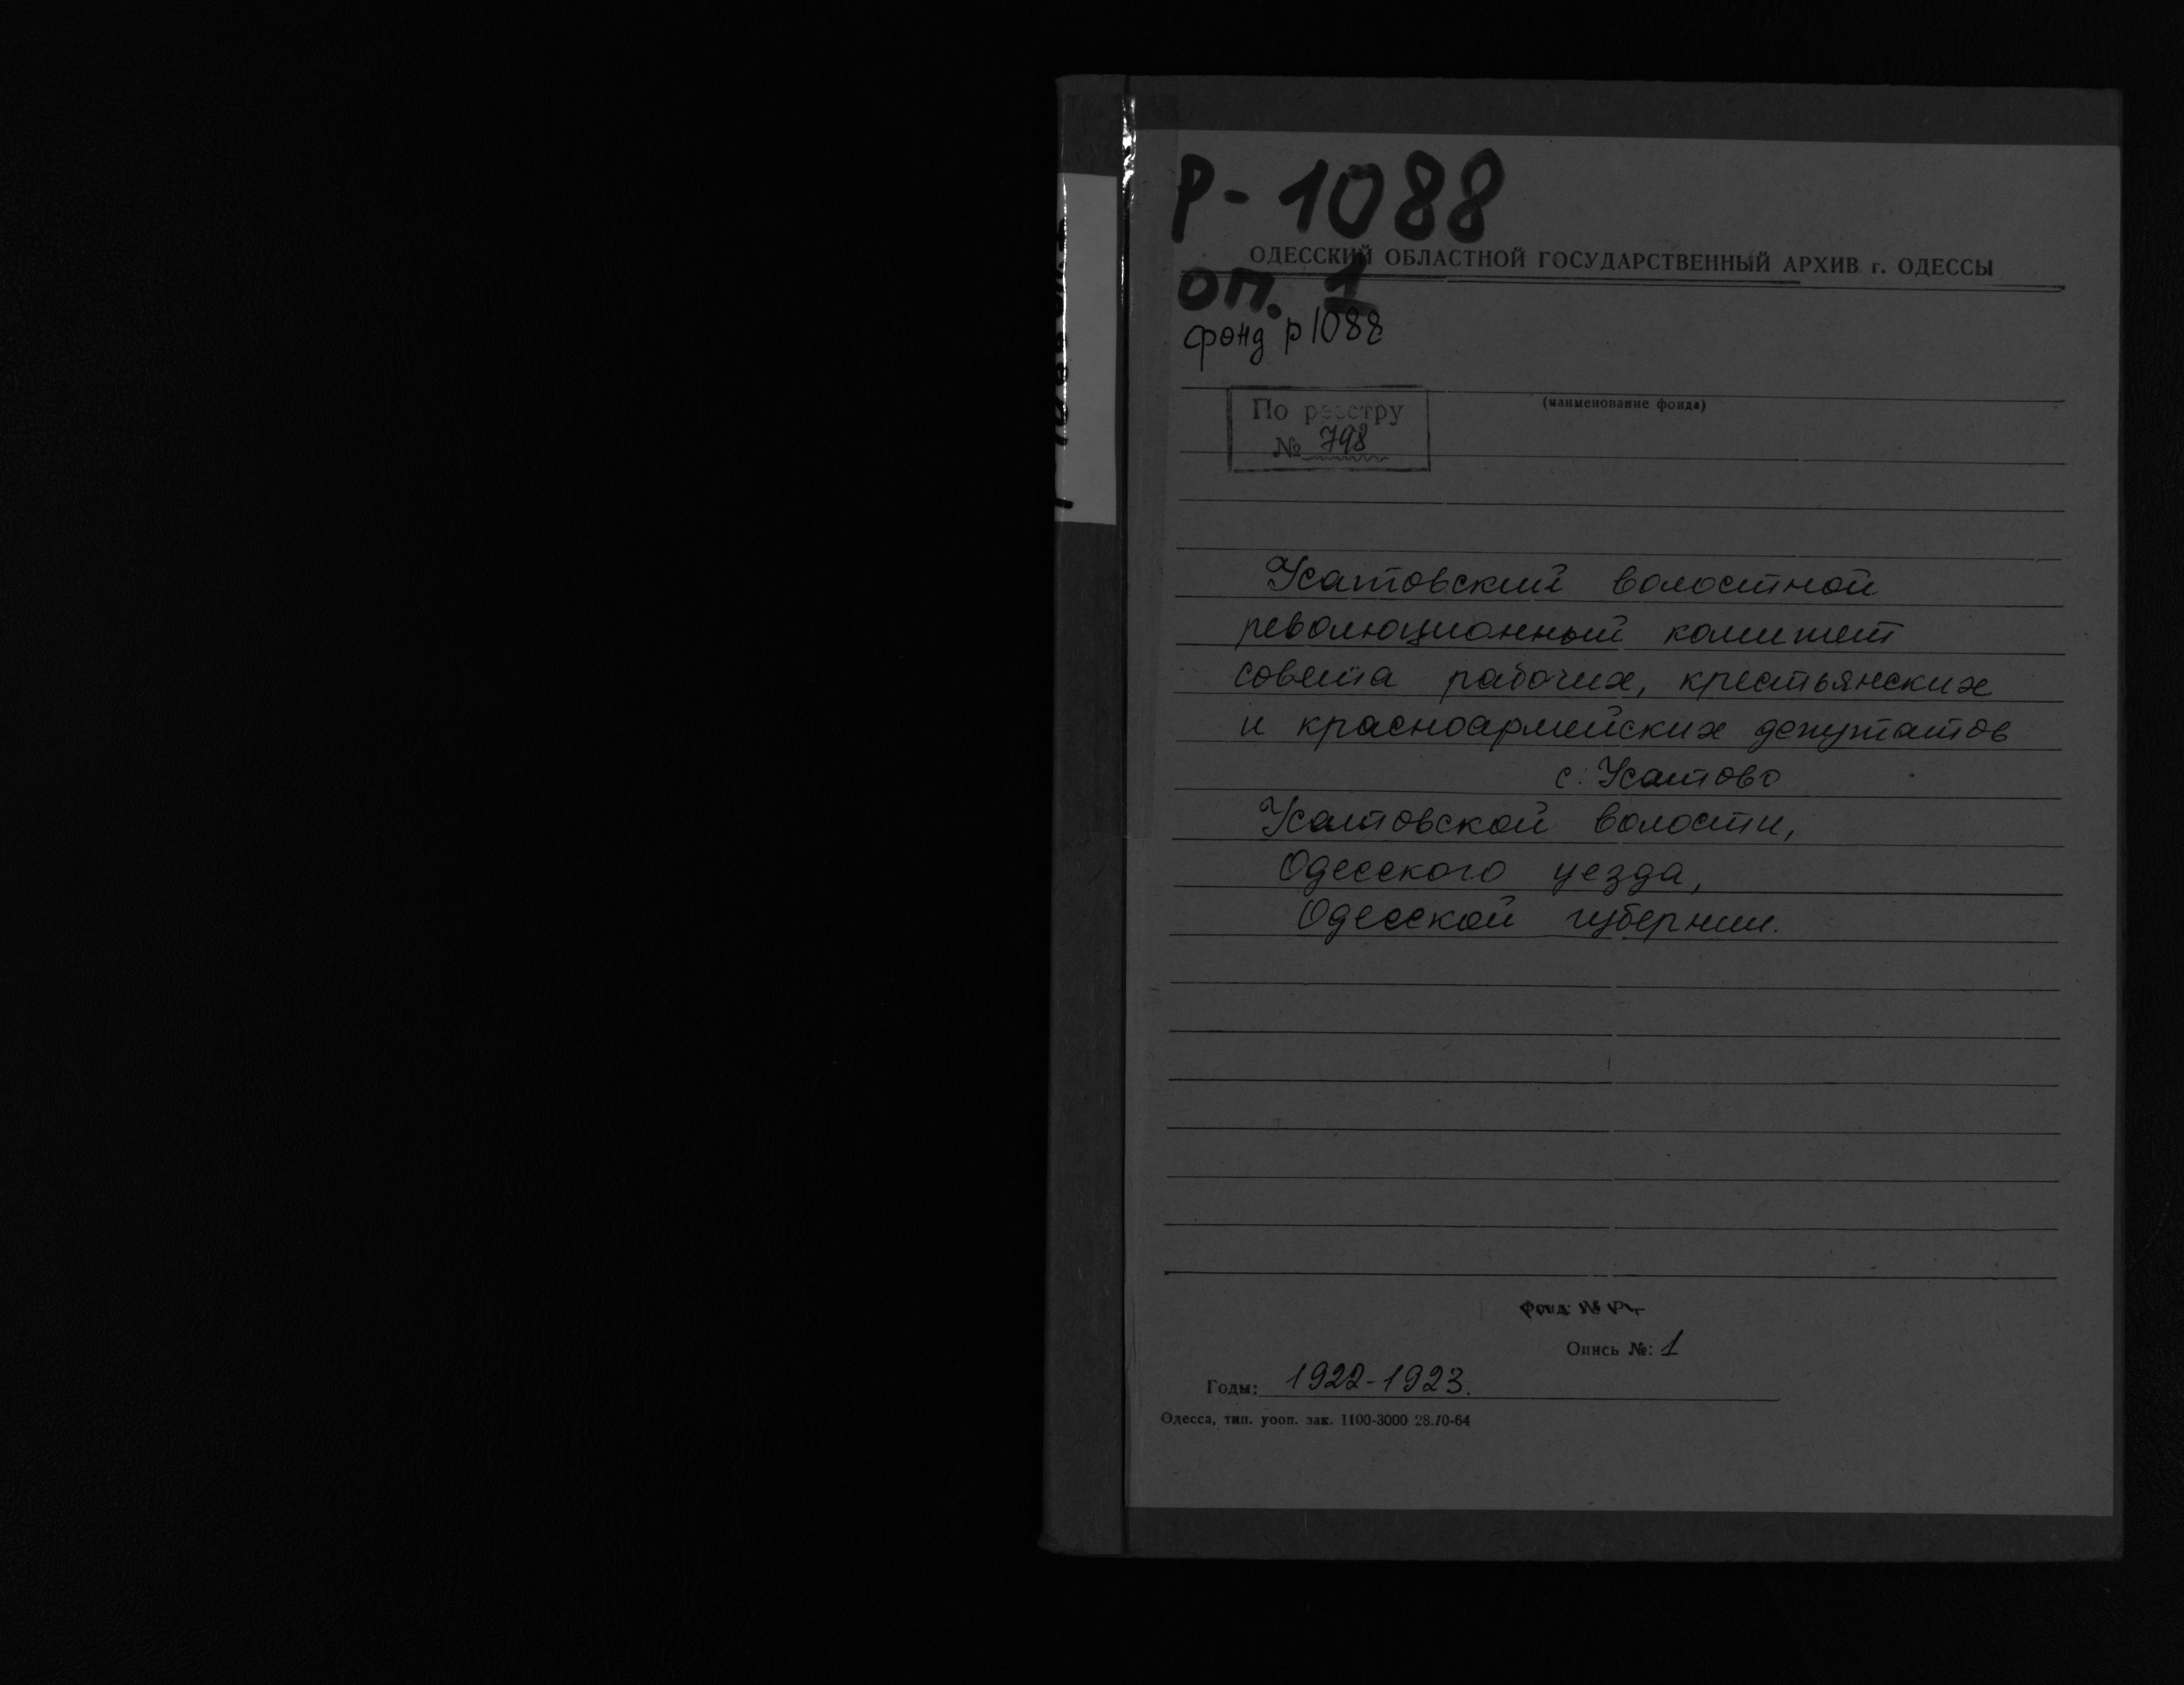 Р-1088
ОДЕССКИЙ ОБЛАСТНОЙ ГОСУДАРСТВЕННЫЙ АРХИВ г. ОДЕССЫ
оп. 1
фонд р 1088
(наименование фонда)
По реестру
№ 798
Усатовский волостной
революционный комитет
совета рабочих, крестьянских
и красноармейских депутатов
с. Усатово
Усатовской волости,
Одесского уезда,
Одесской губернии.
Фонд №
Опись №: 1
Годы: 1922-1923.
Одесса, тип. уооп. зак. 1100-3000 28.10-64